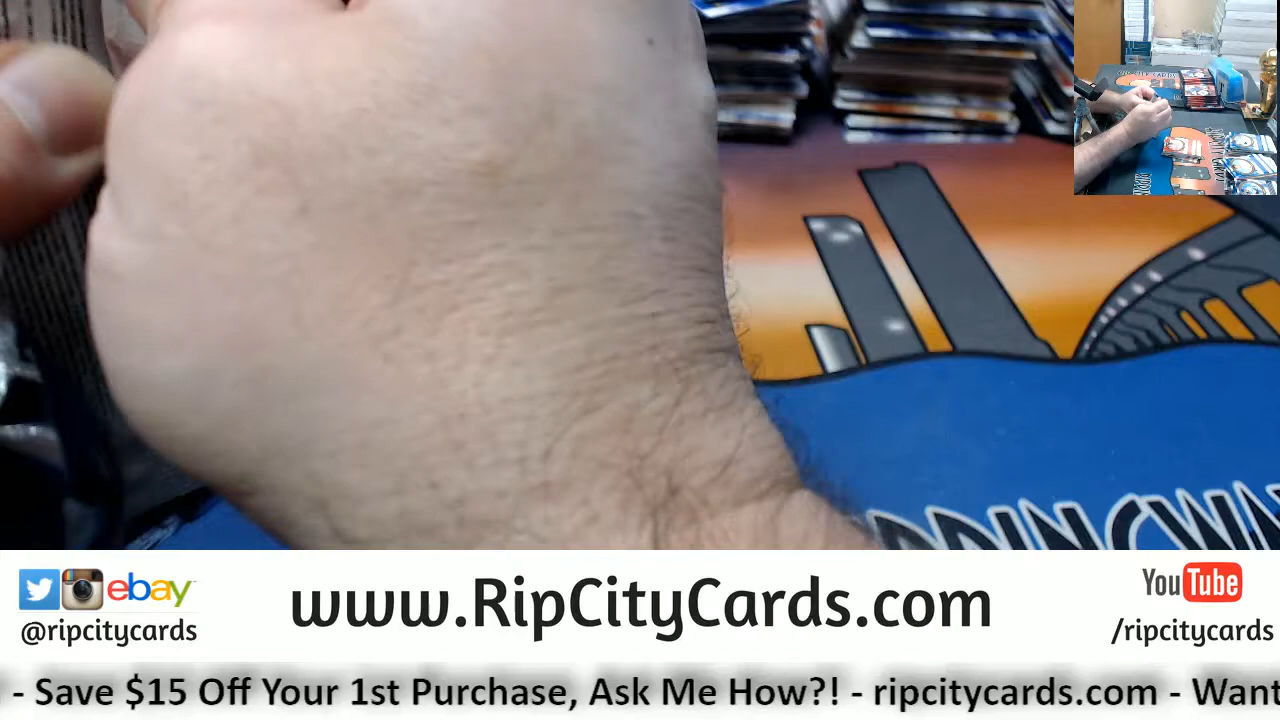 ebay
@ripcitycards
www.RipCityCards.com
YouTube
/ripcitycards
- Save $15 Off Your 1st Purchase, Ask Me How?! - ripcitycards.com - Want